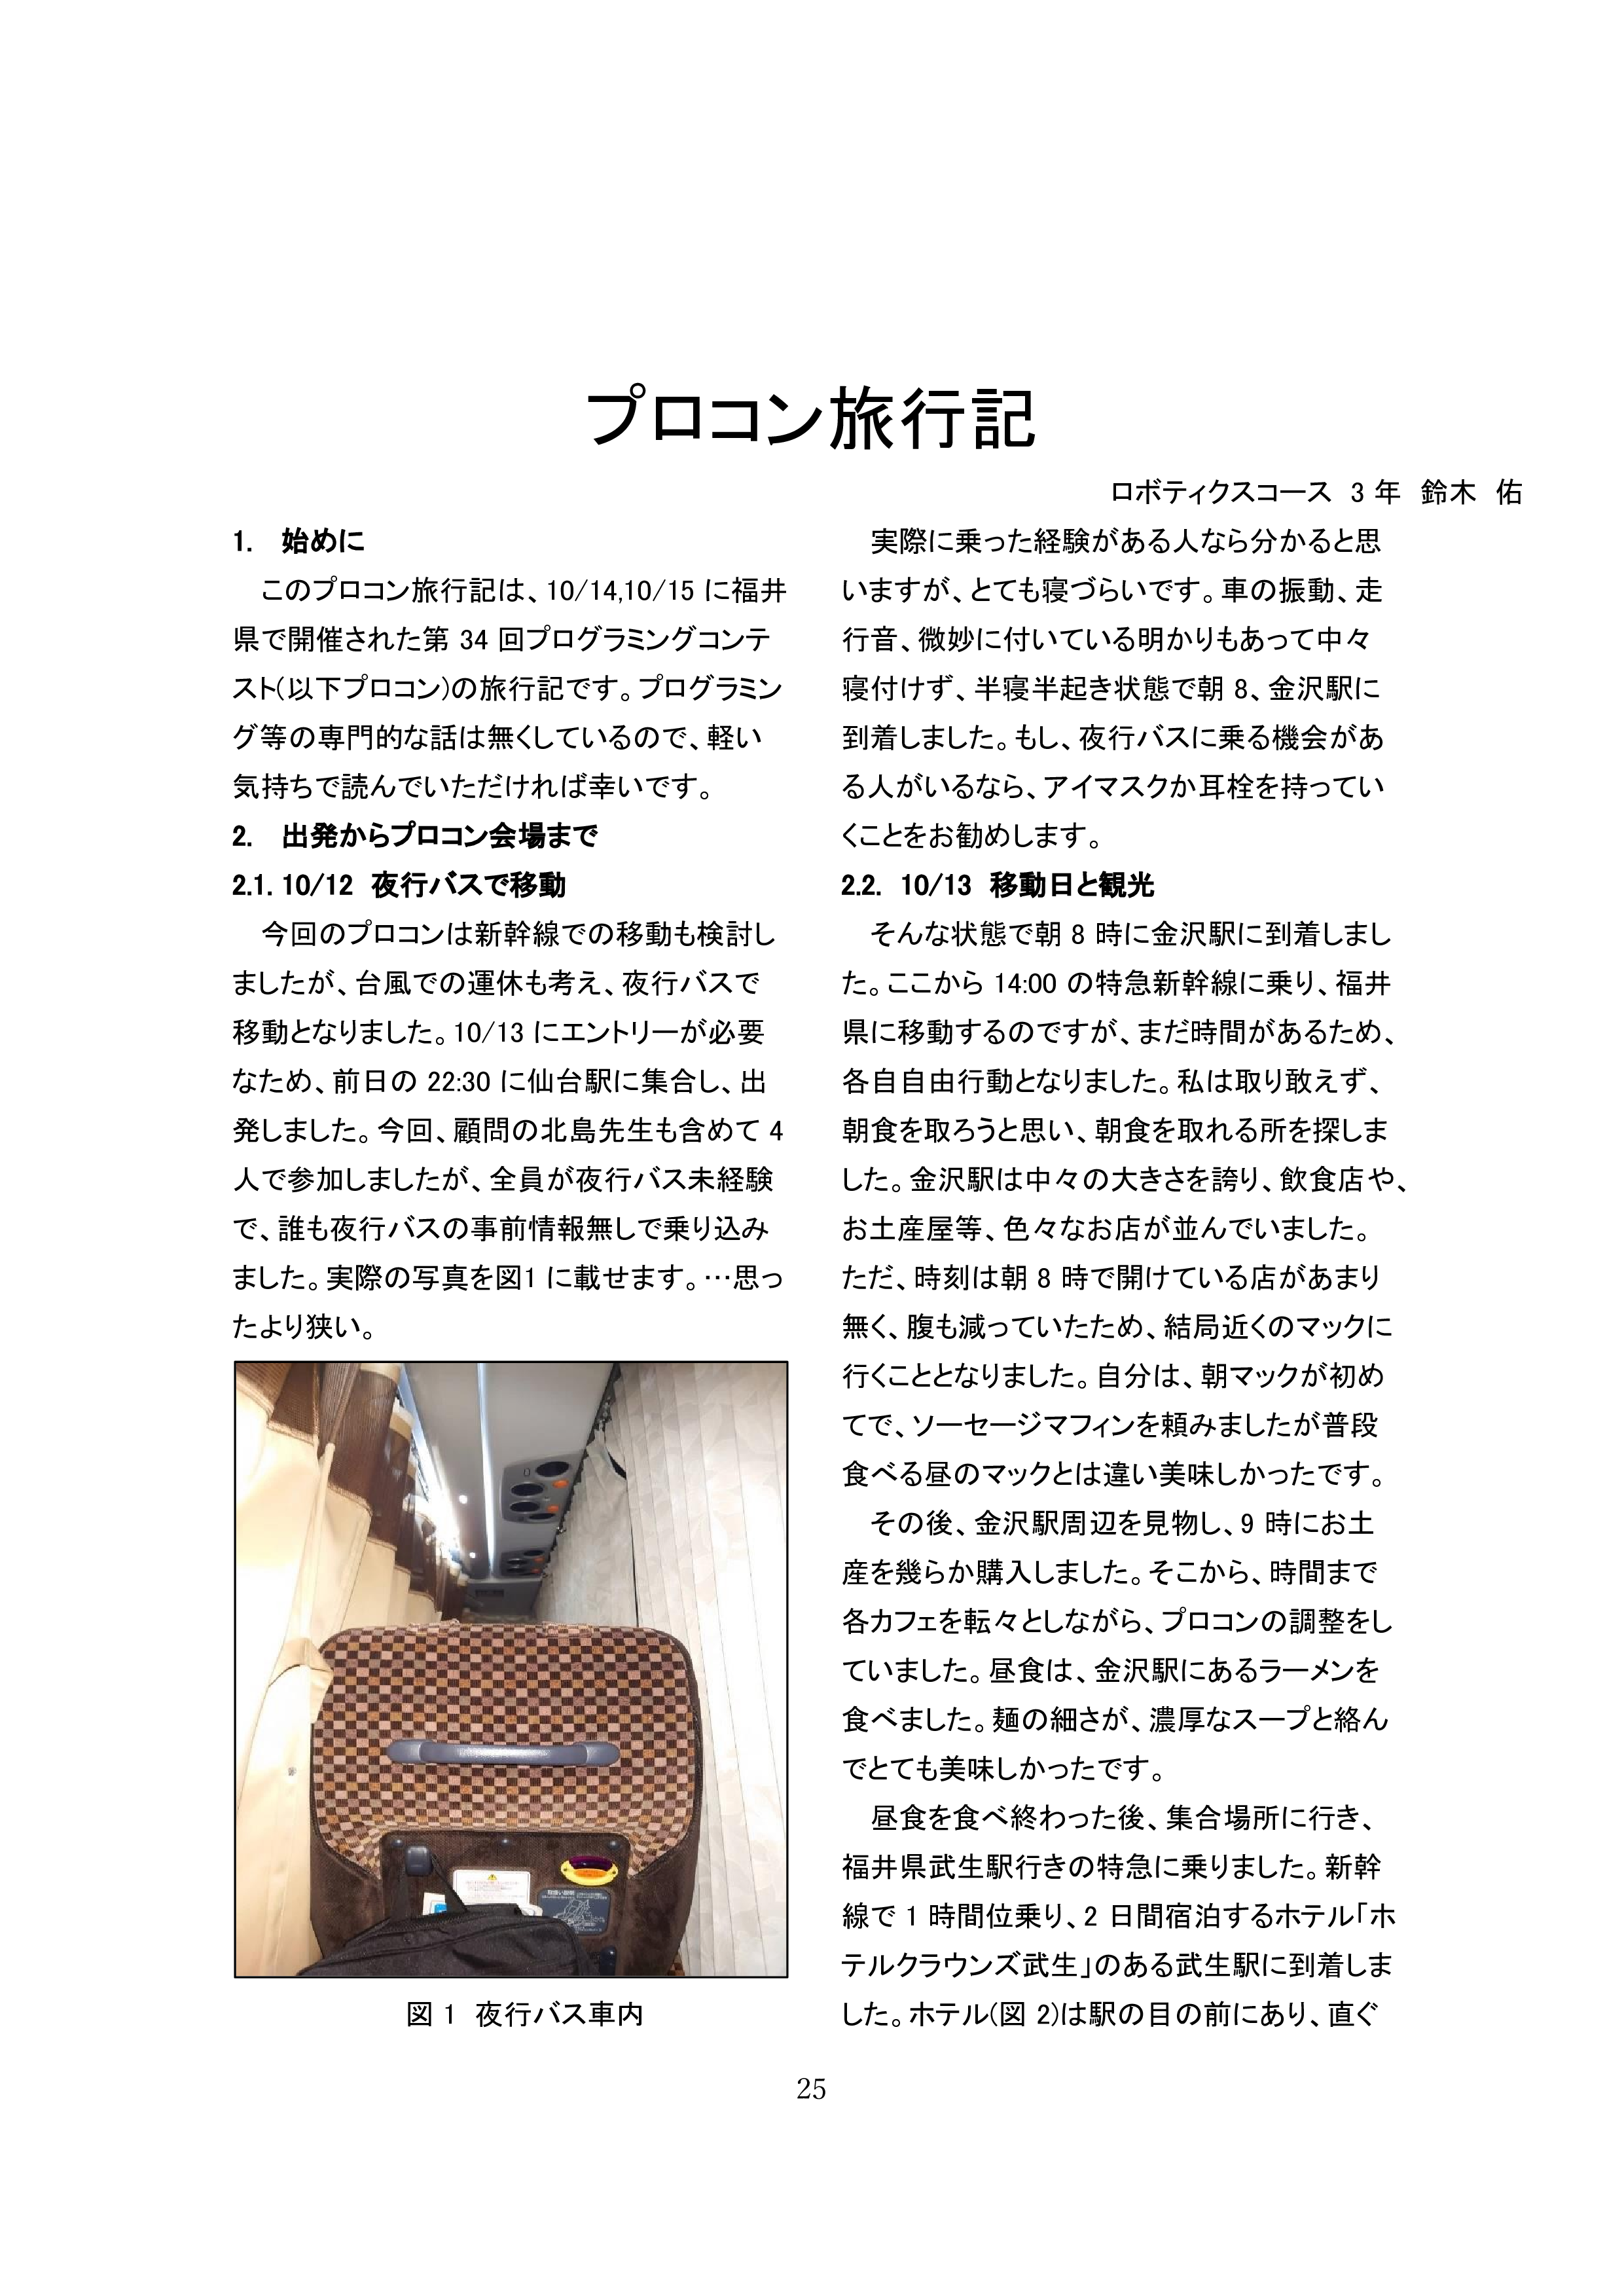 プロコン旅行記
ロボティクスコース 3年 鈴木 佑
1. 始めに
このプロコン旅行記は、10/14,10/15 に福井
県で開催された第 34 回プログラミングコンテ
スト(以下プロコン)の旅行記です。プログラミン
グ等の専門的な話は無くしているので、軽い
気持ちで読んでいただければ幸いです。
2. 出発からプロコン会場まで
2.1. 10/12 夜行バスで移動
今回のプロコンは新幹線での移動も検討し
ましたが、台風での運休も考え、夜行バスで
移動となりました。10/13 にエントリーが必要
なため、前日の 22:30 に仙台駅に集合し、出
発しました。今回、顧問の北島先生も含めて 4
人で参加しましたが、全員が夜行バス未経験
で、誰も夜行バスの事前情報無しで乗り込み
ました。実際の写真を図1 に載せます。…思っ
たより狭い。
図 1 夜行バス車内
実際に乗った経験がある人なら分かると思
いますが、とても寝づらいです。車の振動、走
行音、微妙に付いている明かりもあって中々
寝付けず、半寝半起き状態で朝 8、金沢駅に
到着しました。もし、夜行バスに乗る機会があ
る人がいるなら、アイマスクか耳栓を持ってい
くことをお勧めします。
2.2. 10/13 移動日と観光
そんな状態で朝 8 時に金沢駅に到着しまし
た。ここから 14:00 の特急新幹線に乗り、福井
県に移動するのですが、まだ時間があるため、
各自自由行動となりました。私は取り敢えず、
朝食を取ろうと思い、朝食を取れる所を探しま
した。金沢駅は中々の大きさを誇り、飲食店や、
お土産屋等、色々なお店が並んでいました。
ただ、時刻は朝 8 時で開けている店があまり
無く、腹も減っていたため、結局近くのマックに
行くこととなりました。自分は、朝マックが初め
てで、ソーセージマフィンを頼みましたが普段
食べる昼のマックとは違い美味しかったです。
その後、金沢駅周辺を見物し、9 時にお土
産を幾らか購入しました。そこから、時間まで
各カフェを転々としながら、プロコンの調整をし
ていました。昼食は、金沢駅にあるラーメンを
食べました。麺の細さが、濃厚なスープと絡ん
でとても美味しかったです。
昼食を食べ終わった後、集合場所に行き、
福井県武生駅行きの特急に乗りました。新幹
線で 1 時間位乗り、2 日間宿泊するホテル「ホ
テルクラウンズ武生」のある武生駅に到着しま
した。ホテル(図 2)は駅の目の前にあり、直ぐ
25